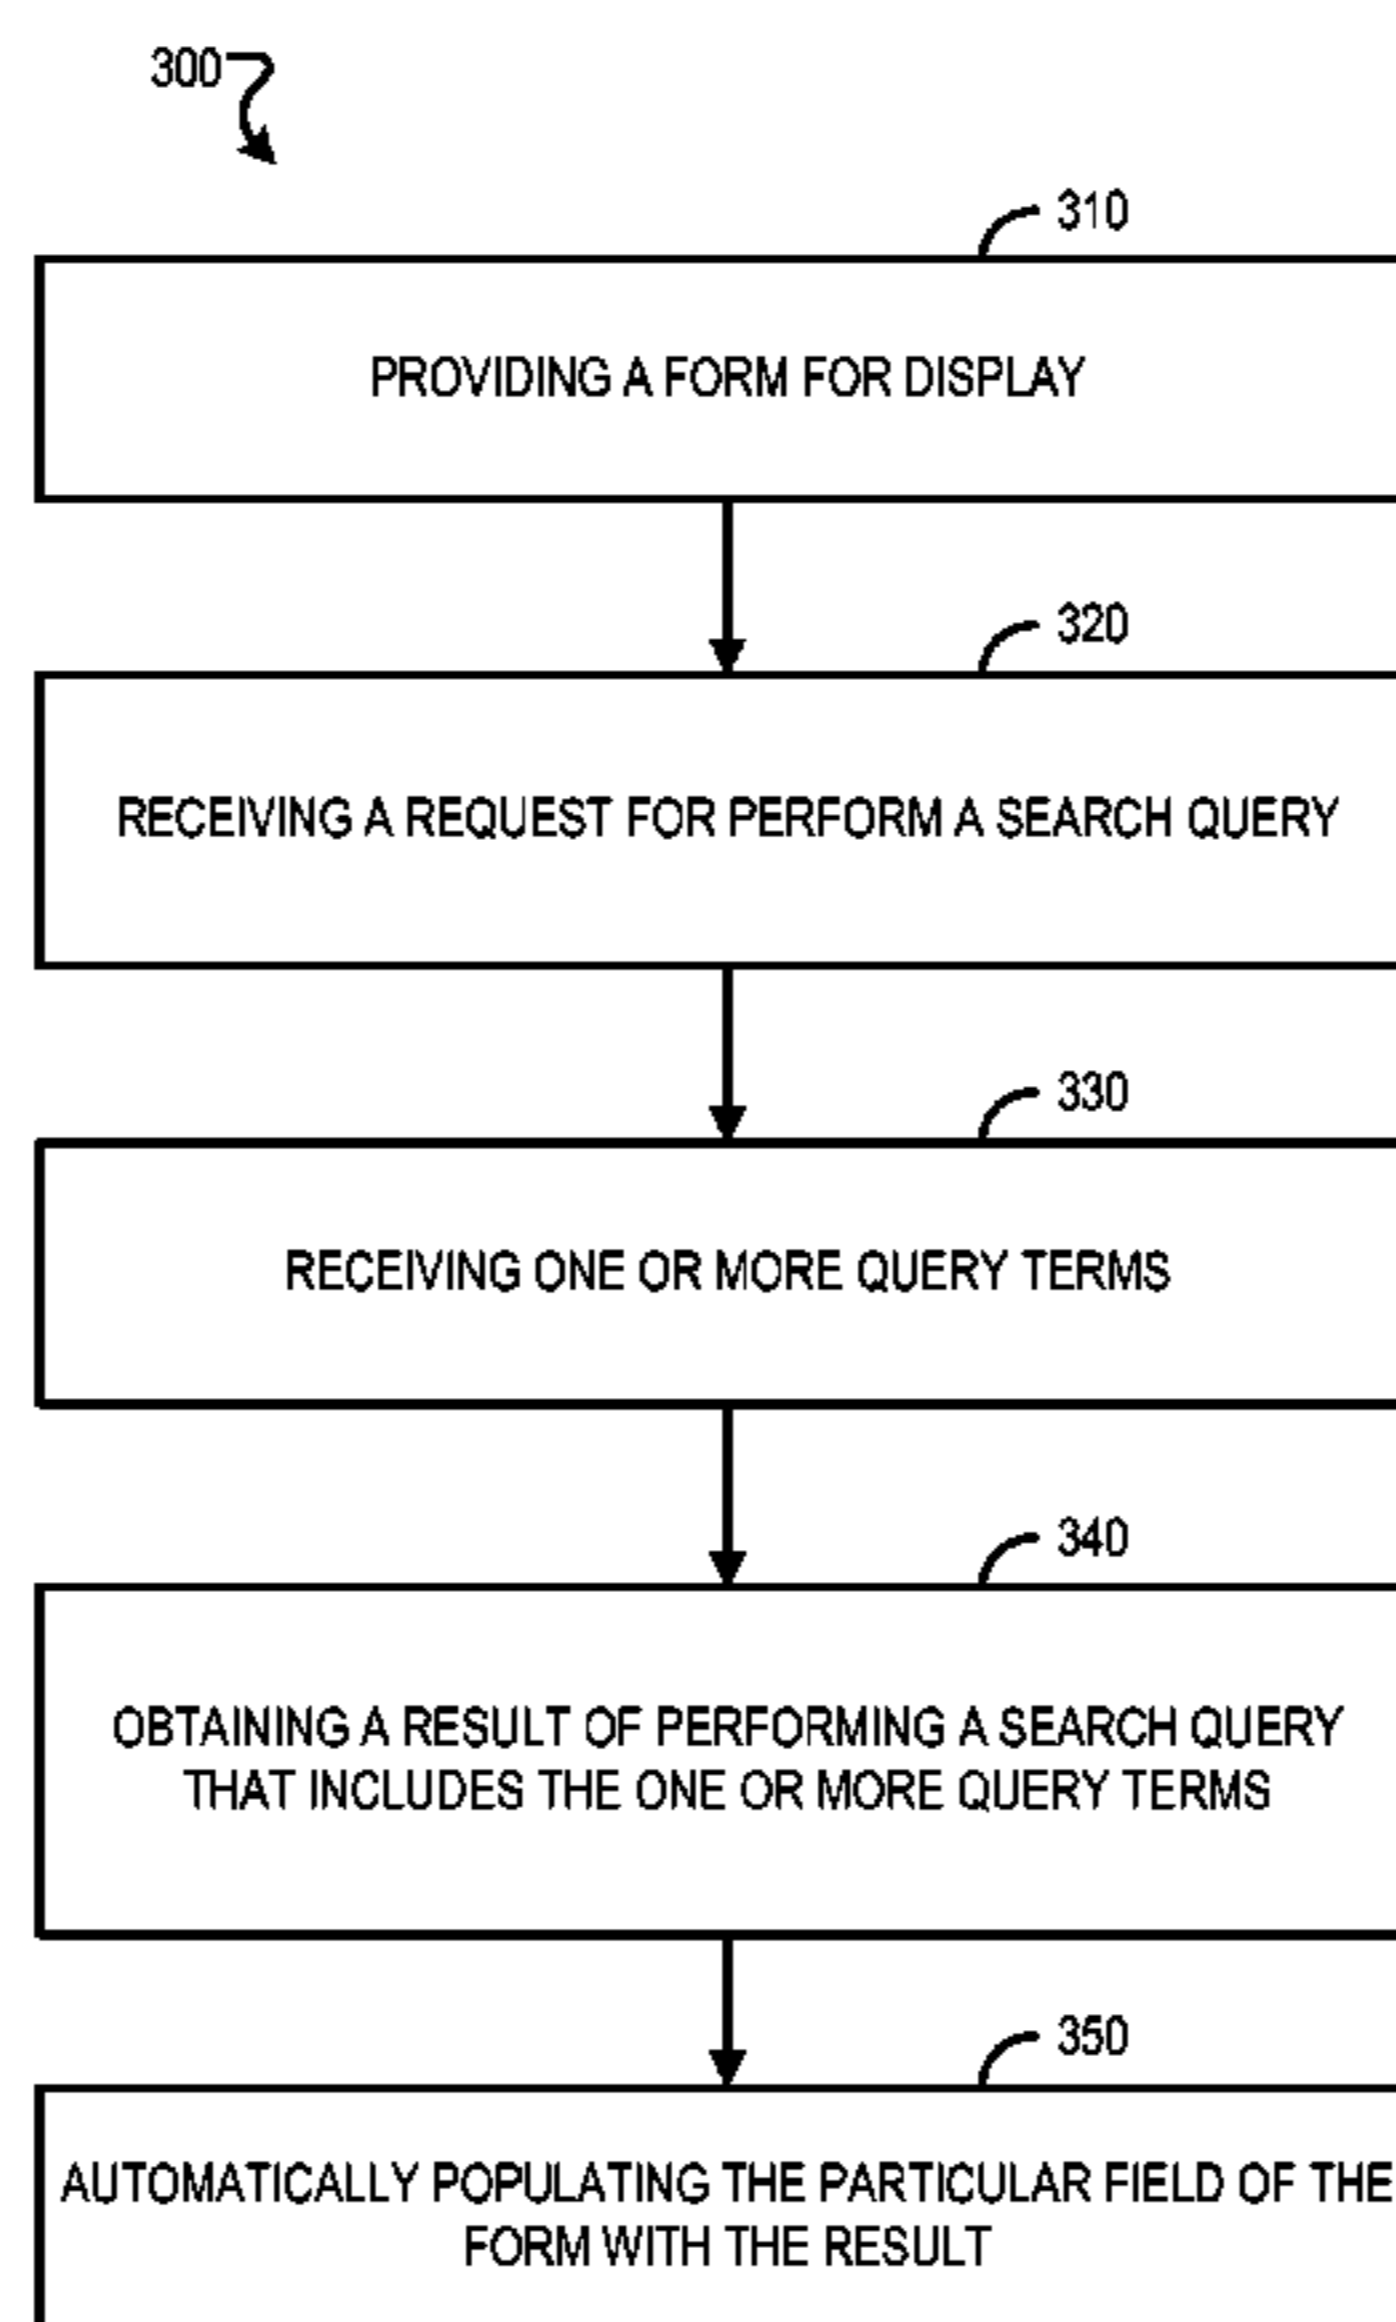 300
310
PROVIDING A FORM FOR DISPLAY
320
RECEIVING A REQUEST FOR PERFORM A SEARCH QUERY
330
RECEIVING ONE OR MORE QUERY TERMS
340
OBTAINING A RESULT OF PERFORMING A SEARCH QUERY
THAT INCLUDES THE ONE OR MORE QUERY TERMS
350
AUTOMATICALLY POPULATING THE PARTICULAR FIELD OF THE
FORM WITH THE RESULT